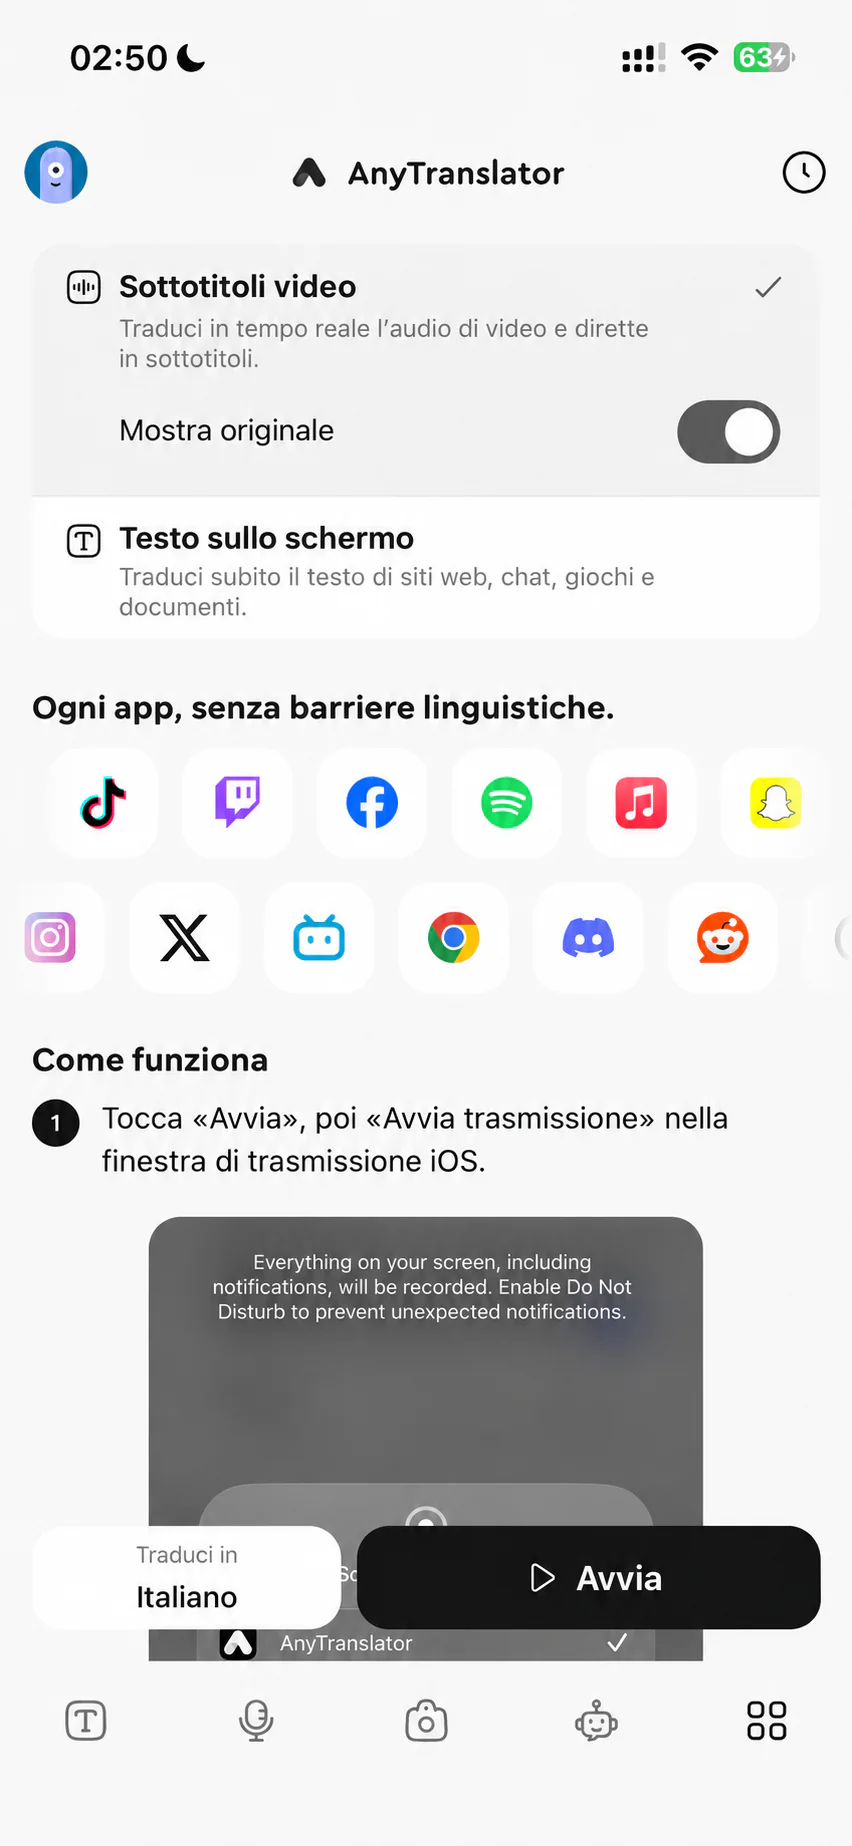 02:50
63
AnyTranslator
Sottotitoli video
Traduci in tempo reale l’audio di video e dirette
in sottotitoli.
Mostra originale
Testo sullo schermo
Traduci subito il testo di siti web, chat, giochi e
documenti.
Ogni app, senza barriere linguistiche.
Come funziona
1
Tocca «Avvia», poi «Avvia trasmissione» nella
finestra di trasmissione iOS.
Everything on your screen, including
notifications, will be recorded. Enable Do Not
Disturb to prevent unexpected notifications.
Traduci in
Italiano
Avvia
AnyTranslator